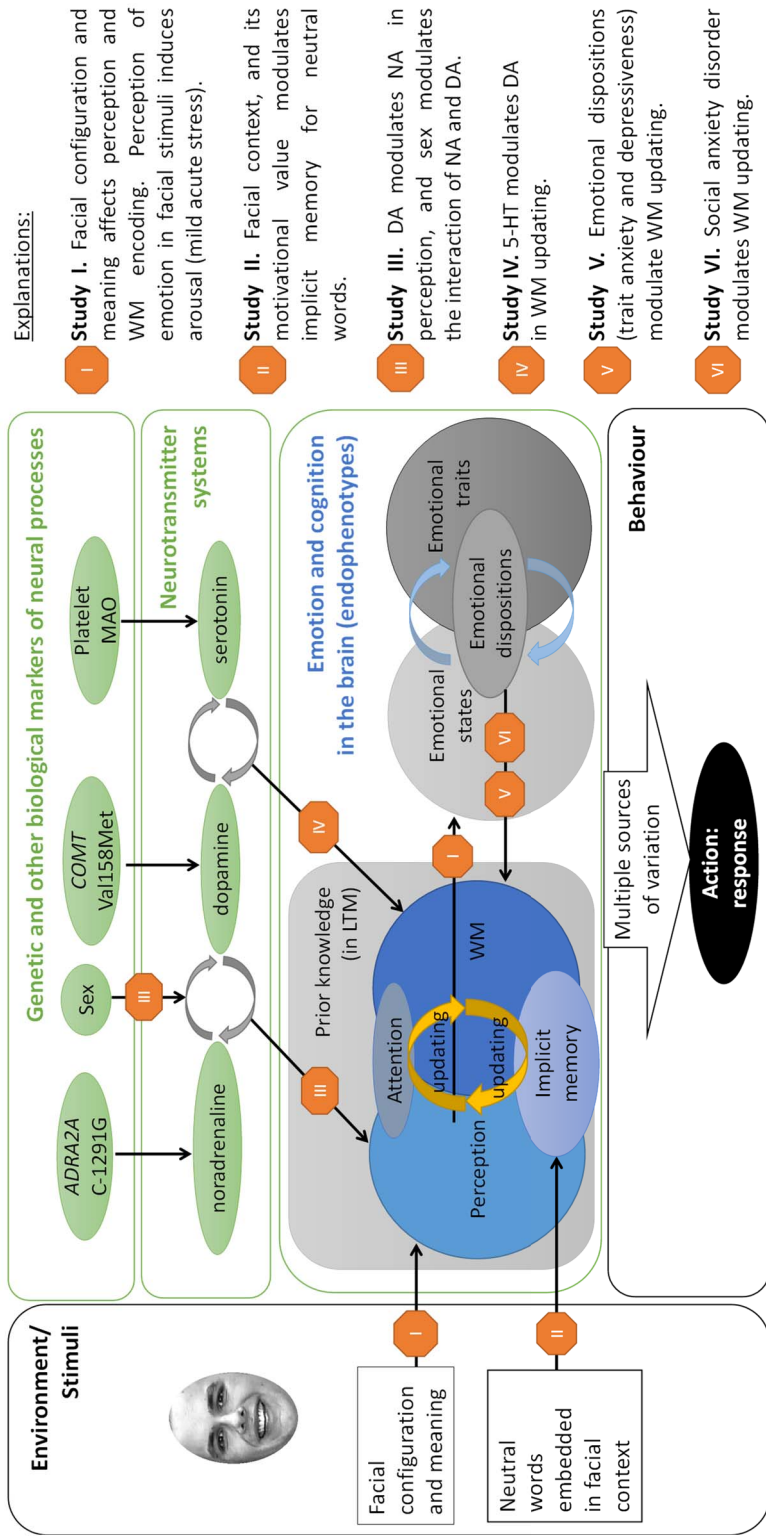 Environment/
Stimuli
Facial
configuration
and meaning
I
Neutral
words
embedded
in facial
context
II
Genetic and other biological markers of neural processes
ADRA2A
C-1291G
Sex
COMT
Val158Met
Platelet
MAO
III
Neurotransmitter
systems
noradrenaline
dopamine
serotonin
III
IV
Emotion and cognition
in the brain (endophenotypes)
Prior knowledge
(in LTM)
Attention
updating
Perception
WM
updating
Implicit
memory
I
V
VI
Emotional
states
Emotional
dispositions
Emotional
traits
Behaviour
Multiple sources
of variation
Action:
response
Explanations:
I
Study I. Facial configuration and
meaning affects perception and
WM encoding. Perception of
emotion in facial stimuli induces
arousal (mild acute stress).
II
Study II. Facial context, and its
motivational value modulates
implicit memory for neutral
words.
III
Study III. DA modulates NA in
perception, and sex modulates
the interaction of NA and DA.
IV
Study IV. 5-HT modulates DA
in WM updating.
V
Study V. Emotional dispositions
(trait anxiety and depressiveness)
modulate WM updating.
VI
Study VI. Social anxiety disorder
modulates WM updating.